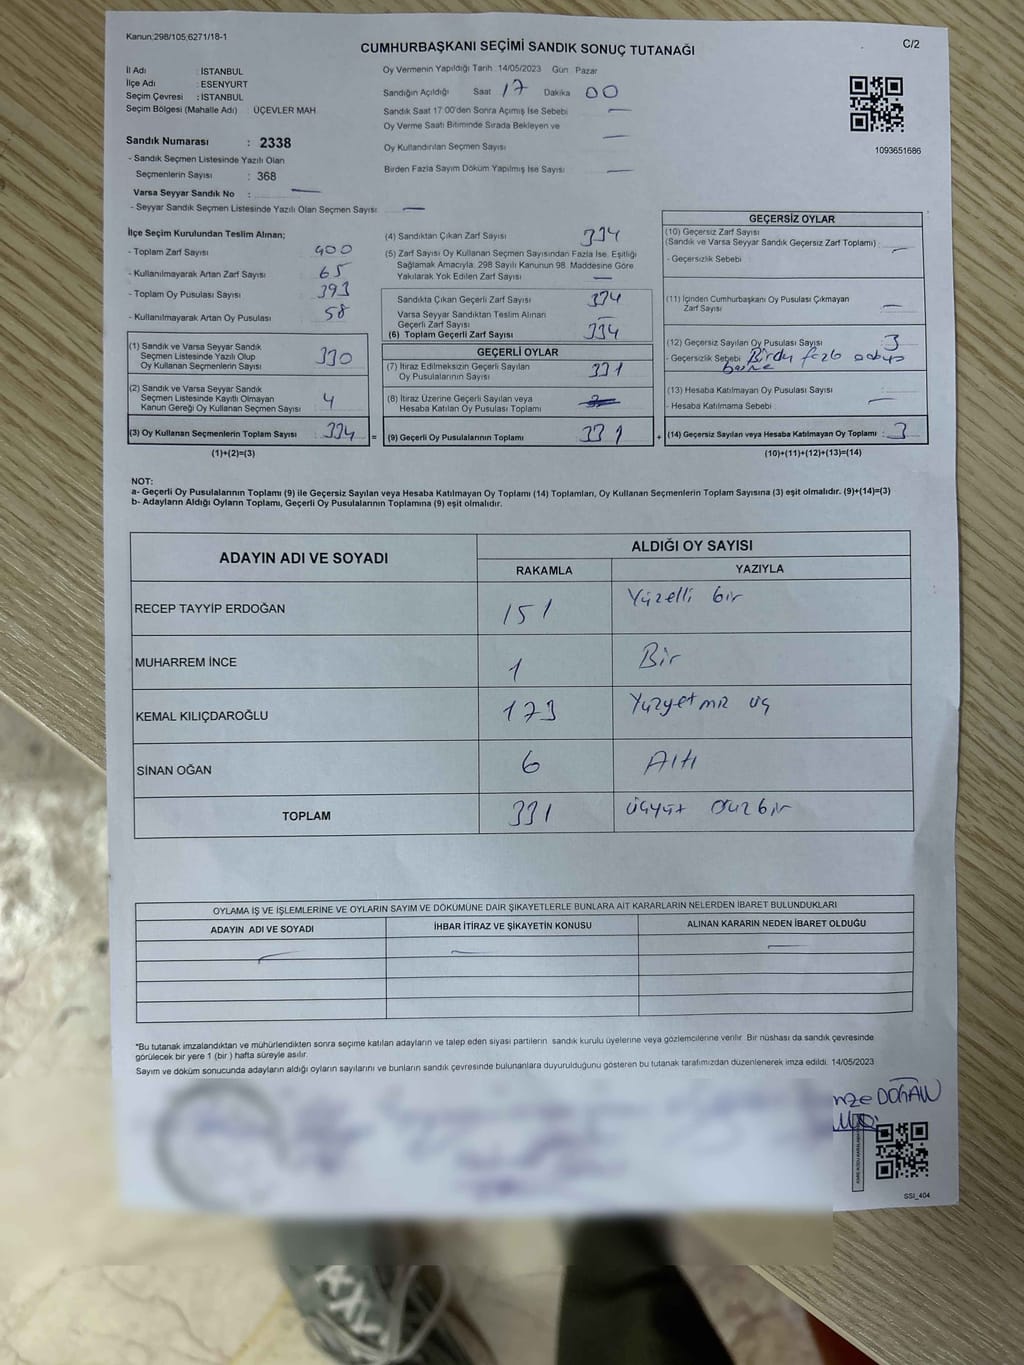 Kanun:298/105,6271/18-1
CUMHURBAŞKANI SEÇİMİ SANDIK SONUÇ TUTANAĞI
C/2
İl Adı : İSTANBUL
İlçe Adı : ESENYURT
Seçim Çevresi : İSTANBUL
Seçim Bölgesi (Mahalle Adı) : ÜÇEVLER MAH.
Sandık Numarası : 2338
- Sandık Seçmen Listesinde Yazılı Olan
Seçmenlerin Sayısı : 368
Varsa Seyyar Sandık No : —
- Seyyar Sandık Seçmen Listesinde Yazılı Olan Seçmen Sayısı: —
Oy Vermenin Yapıldığı Tarih :14/05/2023 Gün : Pazar
Sandığın Açıldığı Saat 17 Dakika 00
Sandık Saat 17:00'den Sonra Açılmış İse Sebebi —
Oy Verme Saati Bitiminde Sırada Bekleyen ve
Oy Kullandırılan Seçmen Sayısı —
Birden Fazla Sayım Döküm Yapılmış İse Sayısı —
1093651686
İlçe Seçim Kurulundan Teslim Alınan;
- Toplam Zarf Sayısı : 400
- Kullanılmayarak Artan Zarf Sayısı : 65
- Toplam Oy Pusulası Sayısı : 393
- Kullanılmayarak Artan Oy Pusulası : 58
(1) Sandık ve Varsa Seyyar Sandık
Seçmen Listesinde Yazılı Olup
Oy Kullanan Seçmenlerin Sayısı : 330
(2) Sandık ve Varsa Seyyar Sandık
Seçmen Listesinde Kayıtlı Olmayan
Kanun Gereği Oy Kullanan Seçmen Sayısı : 4
(3) Oy Kullanan Seçmenlerin Toplam Sayısı : 334 =
(1)+(2)=(3)
(4) Sandıktan Çıkan Zarf Sayısı 334
(5) Zarf Sayısı Oy Kullanan Seçmen Sayısından Fazla İse, Eşitliği
Sağlamak Amacıyla; 298 Sayılı Kanunun 98. Maddesine Göre
Yakılarak Yok Edilen Zarf Sayısı —
Sandıkta Çıkan Geçerli Zarf Sayısı 334
Varsa Seyyar Sandıktan Teslim Alınan
Geçerli Zarf Sayısı —
(6) Toplam Geçerli Zarf Sayısı 334
GEÇERLİ OYLAR
(7) İtiraz Edilmeksizin Geçerli Sayılan
Oy Pusulalarının Sayısı : 331
(8) İtiraz Üzerine Geçerli Sayılan veya
Hesaba Katılan Oy Pusulası Toplamı :
(9) Geçerli Oy Pusulalarının Toplamı : 331 +
GEÇERSİZ OYLAR
(10) Geçersiz Zarf Sayısı
(Sandık ve Varsa Seyyar Sandık Geçersiz Zarf Toplamı) : —
- Geçersizlik Sebebi :
(11) İçinden Cumhurbaşkanı Oy Pusulası Çıkmayan
Zarf Sayısı : —
(12) Geçersiz Sayılan Oy Pusulası Sayısı : 3
- Geçersizlik Sebebi :
(13) Hesaba Katılmayan Oy Pusulası Sayısı : —
- Hesaba Katılmama Sebebi : —
(14) Geçersiz Sayılan veya Hesaba Katılmayan Oy Toplamı : 3
(10)+(11)+(12)+(13)=(14)
NOT:
a- Geçerli Oy Pusulalarının Toplamı (9) ile Geçersiz Sayılan veya Hesaba Katılmayan Oy Toplamı (14) Toplamları, Oy Kullanan Seçmenlerin Toplam Sayısına (3) eşit olmalıdır. (9)+(14)=(3)
b- Adayların Aldığı Oyların Toplamı, Geçerli Oy Pusulalarının Toplamına (9) eşit olmalıdır.
ADAYIN ADI VE SOYADI ALDIĞI OY SAYISI
RAKAMLA YAZIYLA
RECEP TAYYİP ERDOĞAN 151 Yüzelli bir
MUHARREM İNCE 1 Bir
KEMAL KILIÇDAROĞLU 173 Yüzyetmiz üç
SİNAN OĞAN 6 Altı
TOPLAM 331 üçyüz otuzbir
OYLAMA İŞ VE İŞLEMLERİNE VE OYLARIN SAYIM VE DÖKÜMÜNE DAİR ŞİKAYETLERLE BUNLARA AİT KARARLARIN NELERDEN İBARET BULUNDUKLARI
ADAYIN ADI VE SOYADI İHBAR İTİRAZ VE ŞİKAYETİN KONUSU ALINAN KARARIN NEDEN İBARET OLDUĞU
*Bu tutanak imzalandıktan ve mühürlendikten sonra seçime katılan adayların ve talep eden siyasi partilerin sandık kurulu üyelerine veya gözlemcilerine verilir. Bir nüshası da sandık çevresinde
görülecek bir yere 1 (bir ) hafta süreyle asılır.
Sayım ve döküm sonucunda adayların aldığı oyların sayılarını ve bunların sandık çevresinde bulunanlara duyurulduğunu gösteren bu tutanak tarafımızdan düzenlenerek imza edildi. 14/05/2023
DOĞAN
SSI_404